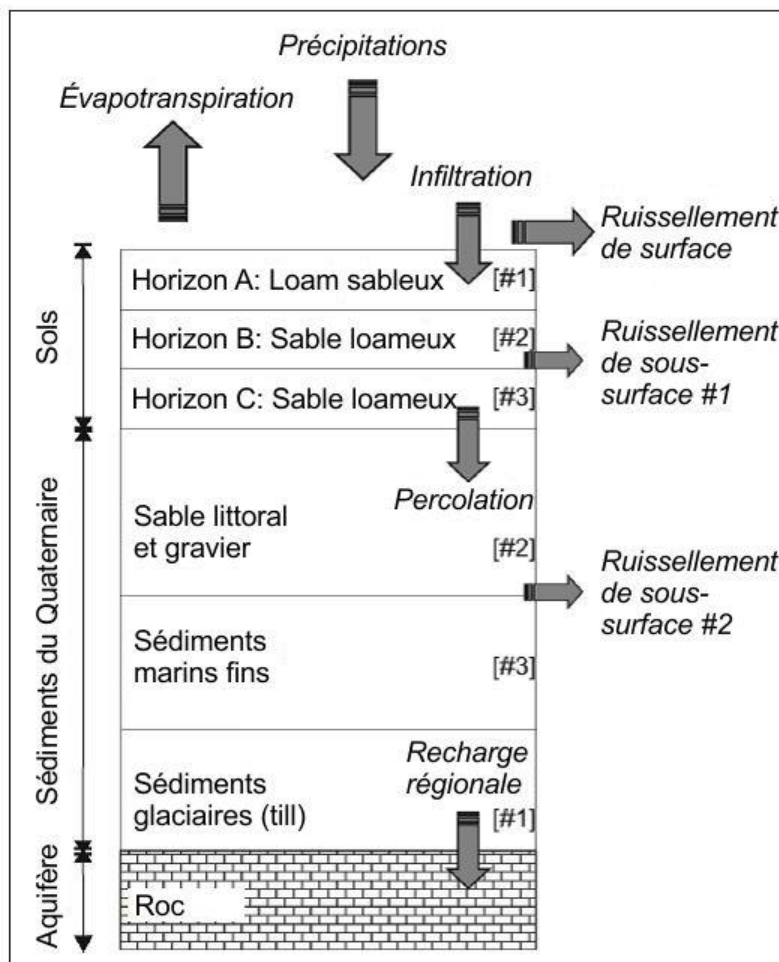 Précipitations
Évapotranspiration
Infiltration
Ruissellement
de surface
Sols
Horizon A: Loam sableux [#1]
Horizon B: Sable loameux [#2]
Ruissellement
de sous-
surface #1
Horizon C: Sable loameux [#3]
Percolation
Sédiments du Quaternaire
Sable littoral
et gravier [#2]
Ruissellement
de sous-
surface #2
Sédiments
marins fins [#3]
Recharge
régionale
Sédiments
glaciaires (till) [#1]
Aquifère
Roc